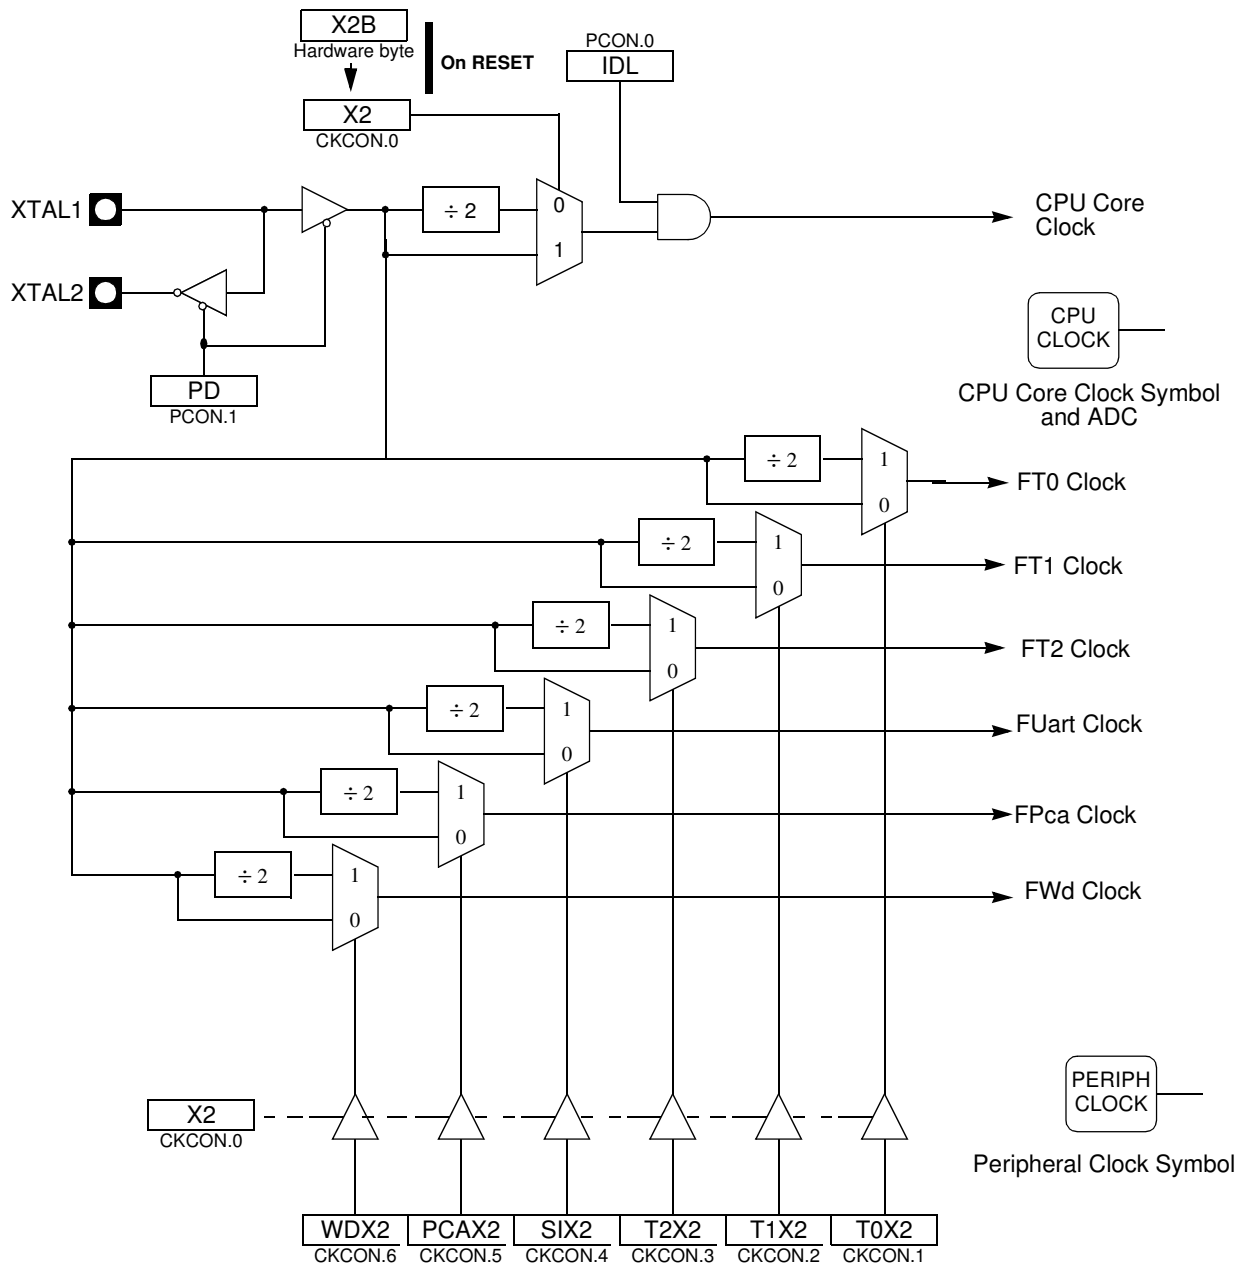 X2B
Hardware byte
On RESET
X2
CKCON.0
PCON.0
IDL
XTAL1
÷ 2
0
1
CPU Core
Clock
XTAL2
PD
PCON.1
CPU
CLOCK
CPU Core Clock Symbol
and ADC
÷ 2
1
0
FT0 Clock
÷ 2
1
0
FT1 Clock
÷ 2
1
0
FT2 Clock
÷ 2
1
0
FUart Clock
÷ 2
1
0
FPca Clock
÷ 2
1
0
FWd Clock
X2
CKCON.0
PERIPH
CLOCK
Peripheral Clock Symbol
WDX2
CKCON.6
PCAX2
CKCON.5
SIX2
CKCON.4
T2X2
CKCON.3
T1X2
CKCON.2
T0X2
CKCON.1